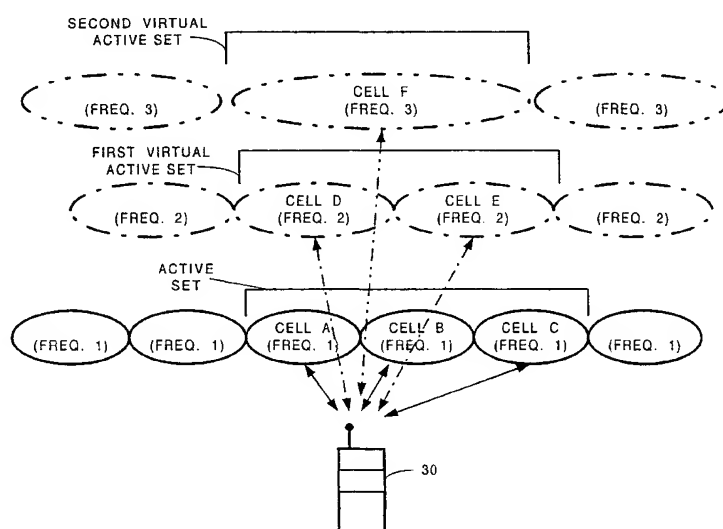 SECOND VIRTUAL
ACTIVE SET
CELL F
(FREQ. 3) (FREQ. 3) (FREQ. 3)
FIRST VIRTUAL
ACTIVE SET
CELL D CELL E
(FREQ. 2) (FREQ. 2) (FREQ. 2) (FREQ. 2)
ACTIVE
SET
CELL A CELL B CELL C
(FREQ. 1) (FREQ. 1) (FREQ. 1) (FREQ. 1) (FREQ. 1) (FREQ. 1)
30